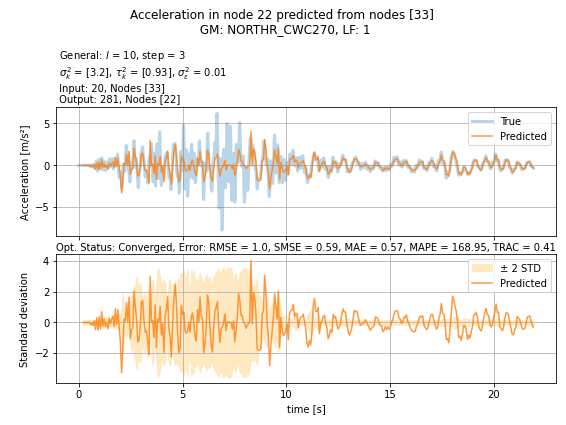 Acceleration in node 22 predicted from nodes [33]
GM: NORTHR_CWC270, LF: 1
General: l = 10, step = 3
σ²ₖ = [3.2], τ²ₖ = [0.93], σ²ε = 0.01
Input: 20, Nodes [33]
Output: 281, Nodes [22]
Acceleration [m/s²]
5
0
−5
True
Predicted
Opt. Status: Converged, Error: RMSE = 1.0, SMSE = 0.59, MAE = 0.57, MAPE = 168.95, TRAC = 0.41
Standard deviation
4
2
0
−2
± 2 STD
Predicted
0 5 10 15 20
time [s]